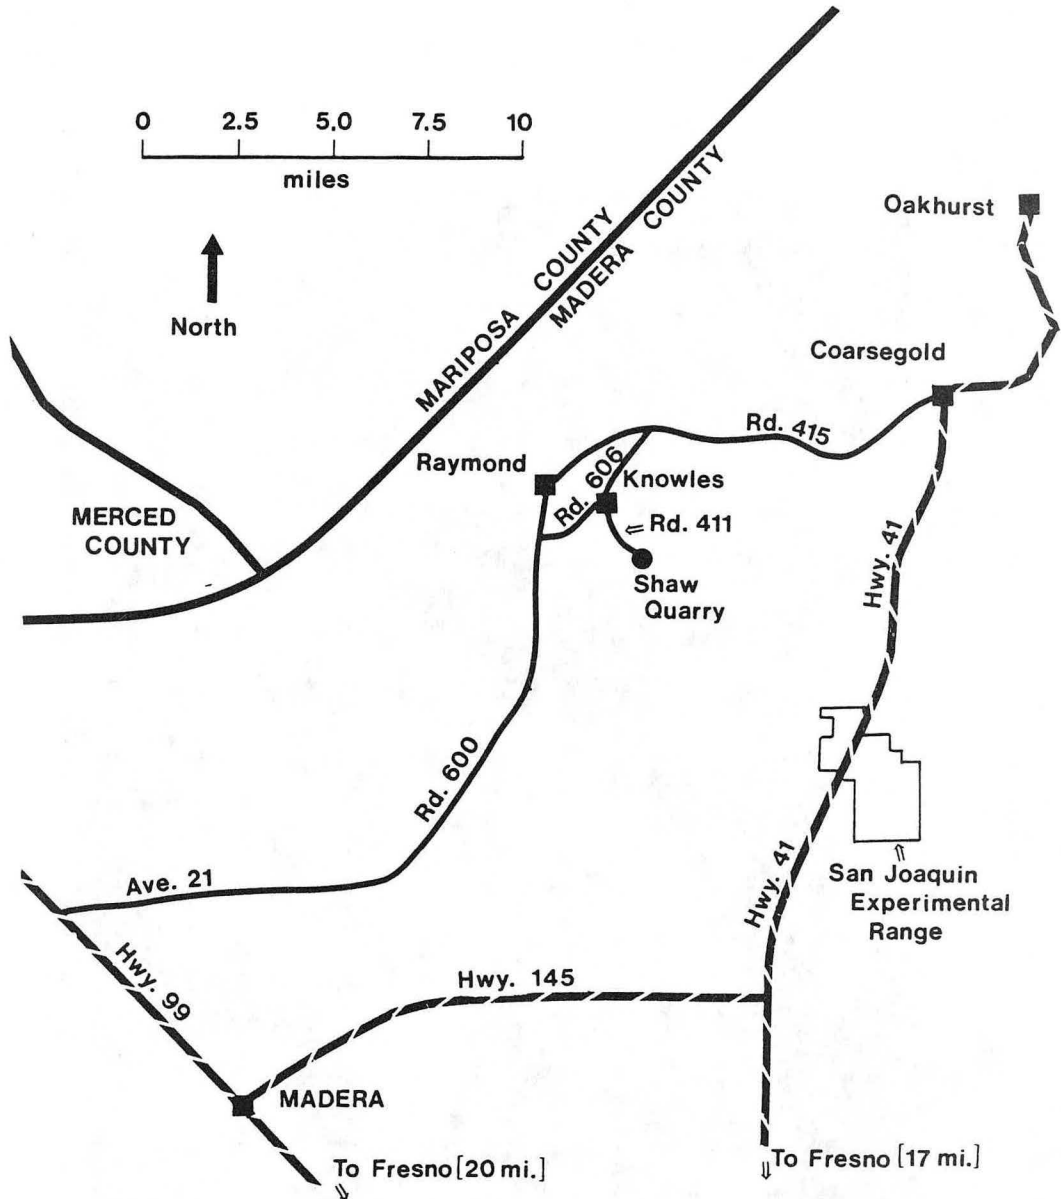 0 2.5 5.0 7.5 10
miles
North
MARIPOSA COUNTY
MADERA COUNTY
Oakhurst
Coarsegold
Rd. 415
Raymond
Rd. 606
Knowles
Rd. 411
MERCED
COUNTY
Shaw
Quarry
Hwy. 41
Rd. 600
Ave. 21
Hwy. 41
San Joaquin
Experimental
Range
Hwy. 99
Hwy. 145
MADERA
To Fresno [20 mi.]
To Fresno [17 mi.]